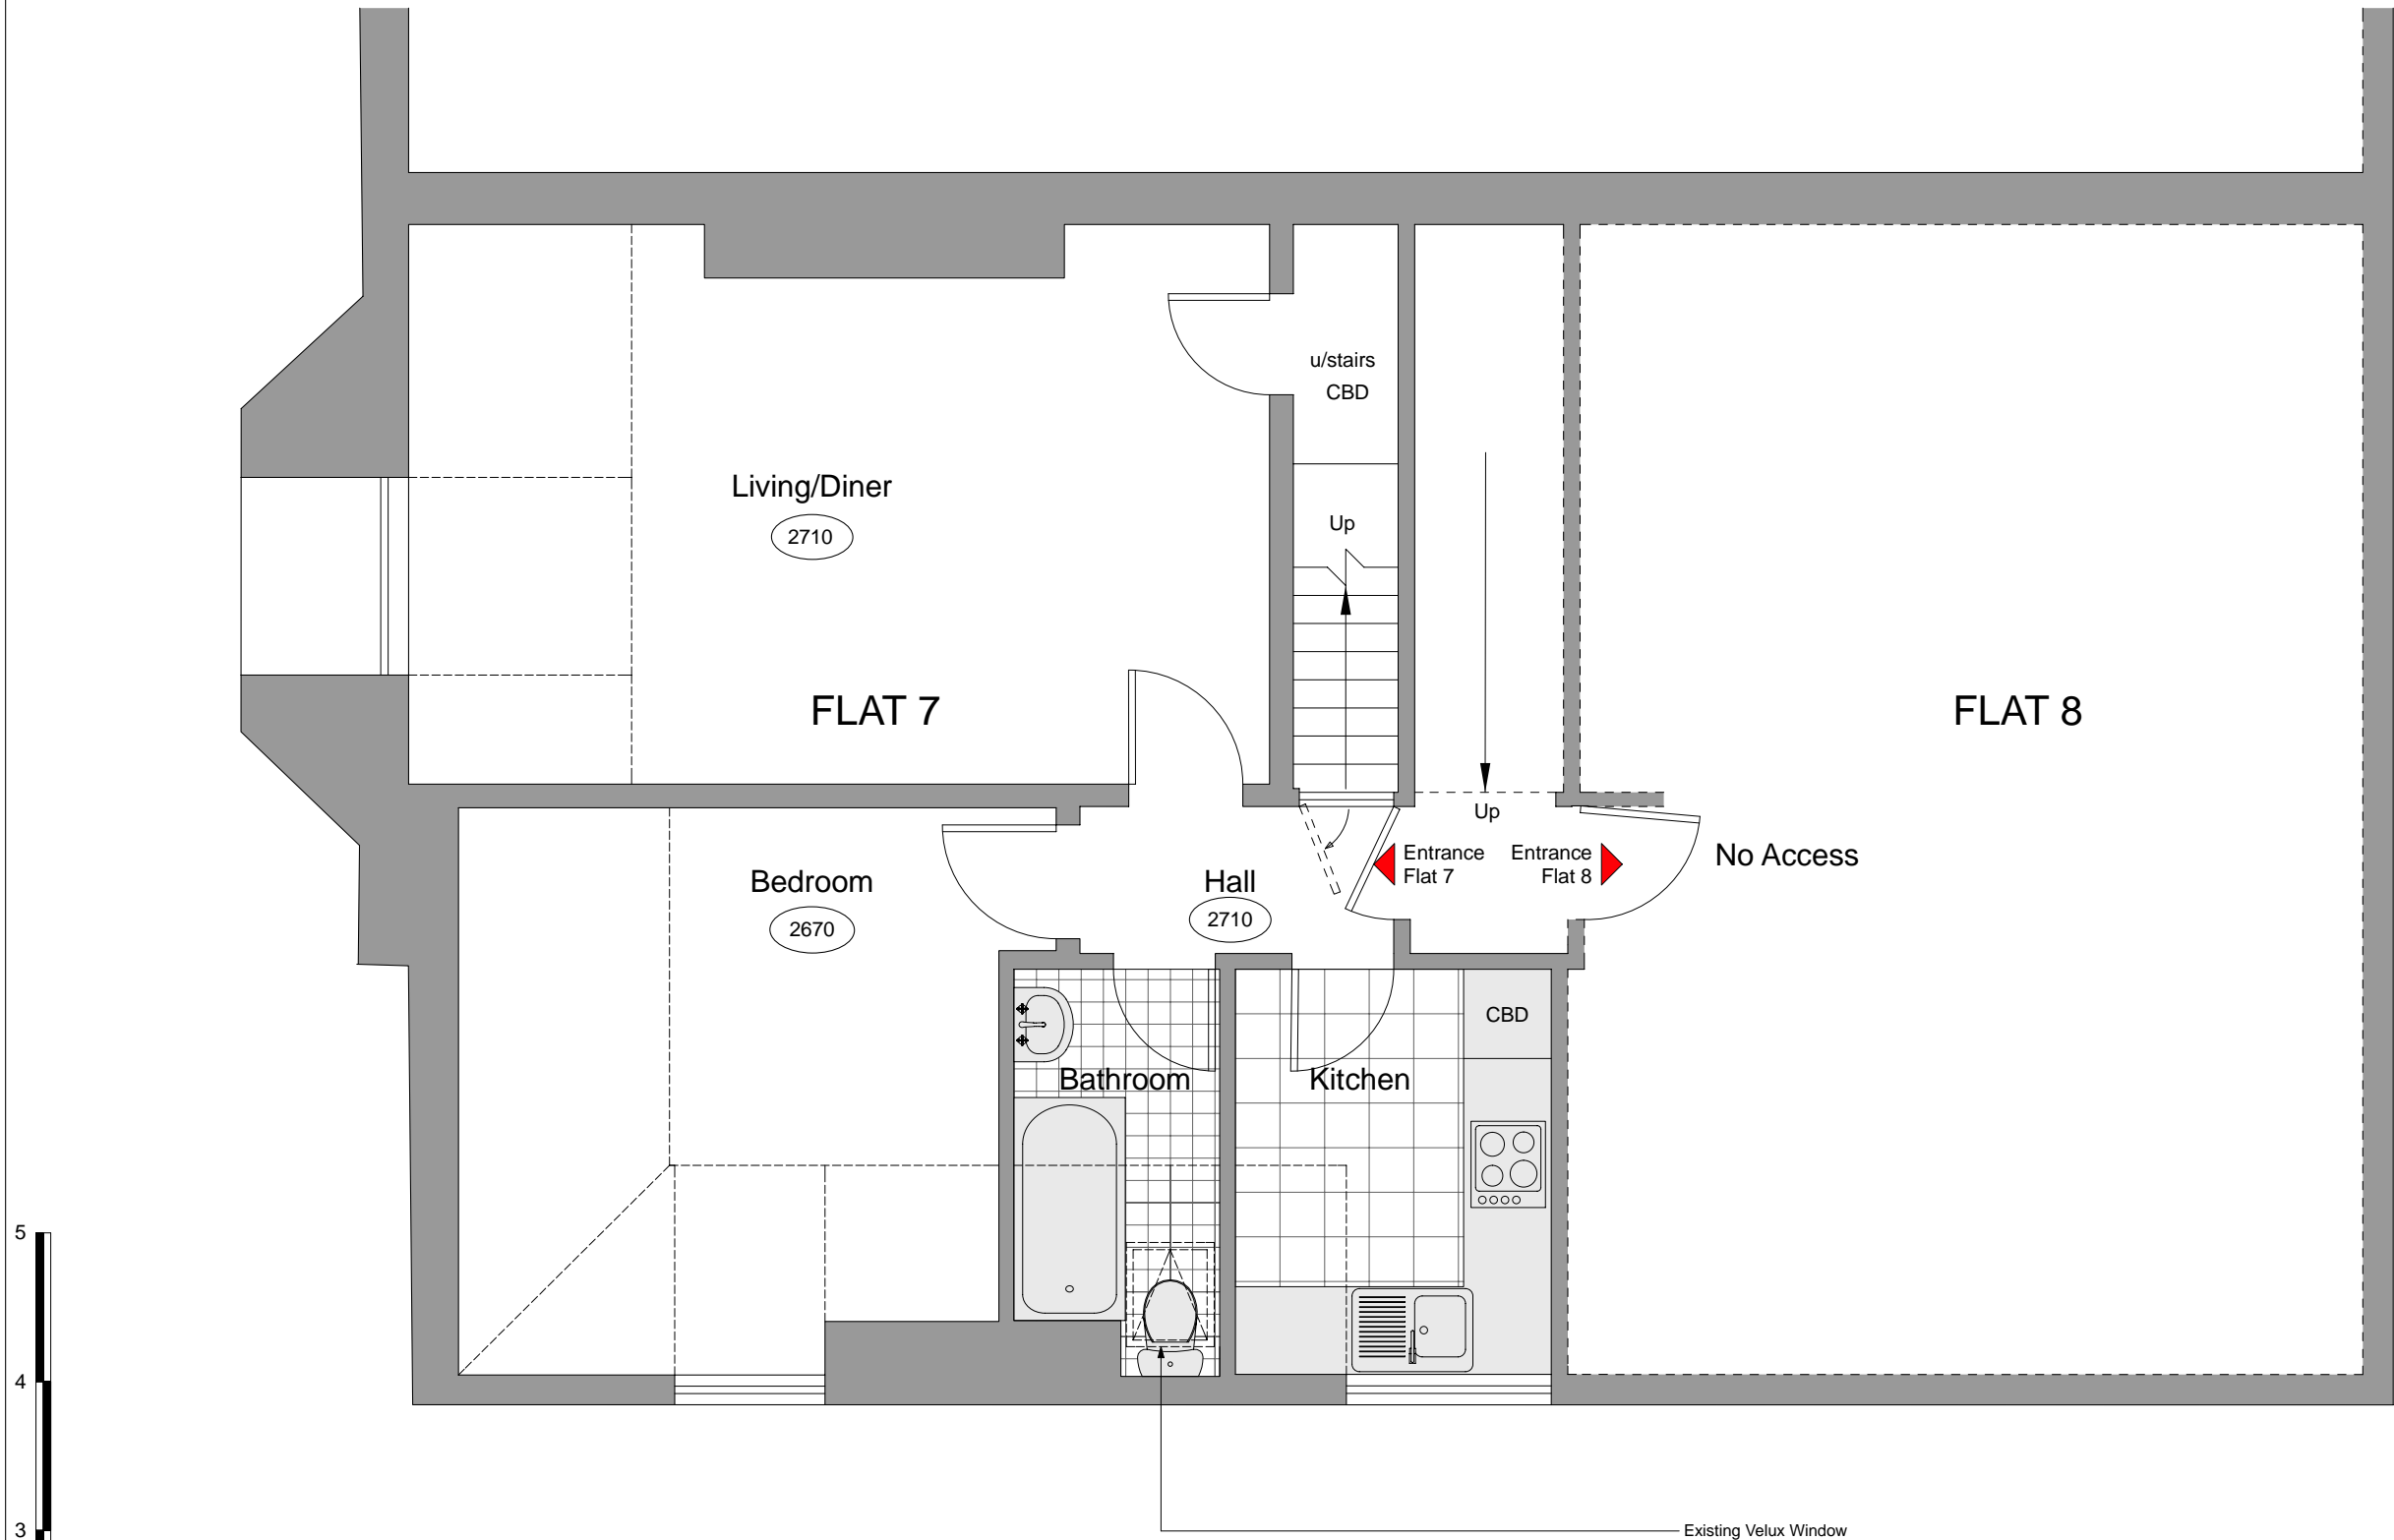 u/stairs
CBD
Living/Diner
2710
Up
FLAT 7
FLAT 8
Up
Entrance
Flat 7
Entrance
Flat 8
No Access
Bedroom
2670
Hall
2710
CBD
Bathroom
Kitchen
5
4
3
Existing Velux Window